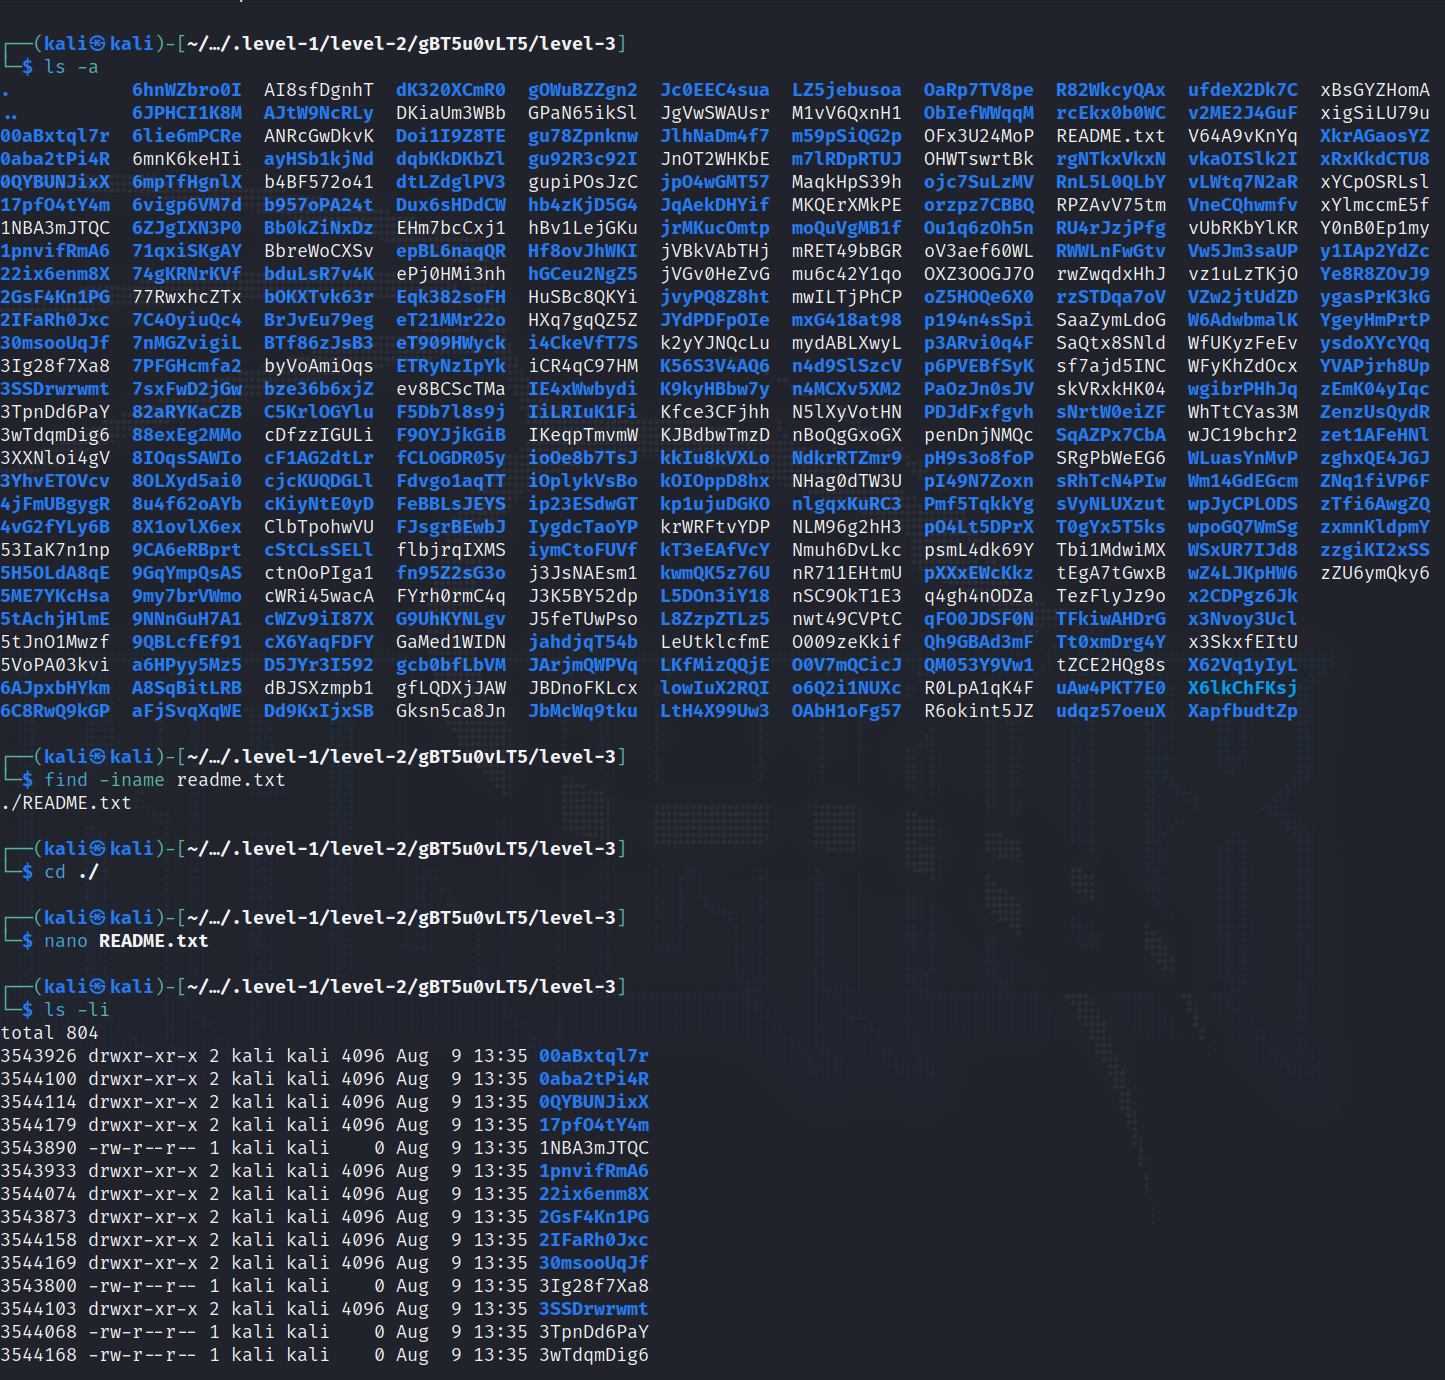 ┌──(kali㉿kali)-[~/…/.level-1/level-2/gBT5u0vLT5/level-3]
└─$ ls -a
. 6hnWZbro0I AI8sfDgnhT dK320XCmR0 gOWuBZZgn2 Jc0EEC4sua LZ5jebusoa OaRp7TV8pe R82WkcyQAx ufdeX2Dk7C xBsGYZHomA
.. 6JPHCI1K8M AJtW9NcRLy DKiaUm3WBb GPaN65ikSl JgVwSWAUsr M1vV6QxnH1 ObIefWWqqM rcEkx0b0WC v2ME2J4GuF xigSiLU79u
00aBxtql7r 6lie6mPCRe ANRcGwDkvK Doi1I9Z8TE gu78Zpnknw JlhNaDm4f7 m59pSiQG2p OFx3U24MoP README.txt V64A9vKnYq XkrAGaosYZ
0aba2tPi4R 6mnK6keHIi ayHSb1kjNd dqbKkDKbZl gu92R3c92I JnOT2WHKbE m7lRDpRTUJ OHWTswrtBk rgNTkxVkxN vkaOISlk2I xRxKkdCTU8
0QYBUNJixX 6mpTfHgnlX b4BF572o41 dtLZdglPV3 gupiPOsJzC jpO4wGMT57 MaqkHpS39h ojc7SuLzMV RnL5L0QLbY vLWtq7N2aR xYCpOSRLsl
17pfO4tY4m 6vigp6VM7d b957oPA24t Dux6sHDdCW hb4zKjD5G4 JqAekDHYif MKQErXMkPE orzpz7CBBQ RPZAvV75tm VneCQhwmfv xYlmccmE5f
1NBA3mJTQC 6ZJgIXN3P0 Bb0kZiNxDz EHm7bcCxj1 hBv1LejGKu jrMKucOmtp moQuVgMB1f Ou1q6zOh5n RU4rJzjPfg vUbRKbYlKR Y0nB0Ep1my
1pnvifRmA6 71qxiSKgAY BbreWoCXSv epBL6naqQR Hf8ovJhWKI jVBkVAbTHj mRET49bBGR oV3aef60WL RWWLnFwGtv Vw5Jm3saUP y1IAp2YdZc
22ix6enm8X 74gKRNrKVf bduLsR7v4K ePj0HMi3nh hGCeu2NgZ5 jVGv0HeZvG mu6c42Y1qo OXZ3OOGJ7O rwZwqdxHhJ vz1uLzTKjO Ye8R8ZOvJ9
2GsF4Kn1PG 77RwxhcZTx bOKXTvk63r Eqk382soFH HuSBc8QKYi jvyPQ8Z8ht mwILTjPhCP oZ5HOQe6X0 rzSTDqa7oV VZw2jtUdZD ygasPrK3kG
2IFaRh0Jxc 7C4OyiuQc4 BrJvEu79eg eT21MMr22o HXq7gqQZ5Z JYdPDFpOIe mxG418at98 p194n4sSpi SaaZymLdoG W6AdwbmalK YgeyHmPrtP
30msooUqJf 7nMGZvigiL BTf86zJsB3 eT909HWyck i4CkeVfT7S k2yYJNQcLu mydABLXwyL p3ARvi0q4F SaQtx8SNld WfUKyzFeEv ysdoXYcYQq
3Ig28f7Xa8 7PFGHcmfa2 byVoAmiOqs ETRyNzIpYk iCR4qC97HM K56S3V4AQ6 n4d9SlSzcV p6PVEBfSyK sf7ajd5INC WFyKhZdOcx YVAPjrh8Up
3SSDrwrwmt 7sxFwD2jGw bze36b6xjZ ev8BCScTMa IE4xWwbydi K9kyHBbw7y n4MCXv5XM2 PaOzJn0sJV skVRxkHK04 wgibrPHhJq zEmK04yIqc
3TpnDd6PaY 82aRYKaCZB C5KrlOGYlu F5Db7l8s9j IiLRIuK1Fi Kfce3CFjhh N5lXyVotHN PDJdFxfgvh sNrtW0eiZF WhTtCYas3M ZenzUsQydR
3wTdqmDig6 88exEg2MMo cDfzzIGULi F9OYJjkGiB IKeqpTmvmW KJBdbwTmzD nBoQgGxoGX penDnjNMQc SqAZPx7CbA wJC19bchr2 zet1AFeHNl
3XXNloi4gV 8IOqsSAWIo cF1AG2dtLr fCLOGDR05y ioOe8b7TsJ kkIu8kVXLo NdkrRTZmr9 pH9s3o8foP SRgPbWeEG6 WLuasYnMvP zghxQE4JGJ
3YhvETOVcv 8OLXyd5ai0 cjcKUQDGLl Fdvgo1aqTT iOplykVsBo kOIOppD8hx NHag0dTW3U pI49N7Zoxn sRhTcN4PIw Wm14GdEGcm ZNq1fiVP6F
4jFmUBgygR 8u4f62oAYb cKiyNtE0yD FeBBLsJEYS ip23ESdwGT kp1ujuDGKO nlgqxKuRC3 Pmf5TqkkYg sVyNLUXzut wpJyCPLODS zTfi6AwgZQ
4vG2fYLy6B 8X1ovlX6ex ClbTpohwVU FJsgrBEwbJ IygdcTaoYP krWRFtvYDP NLM96g2hH3 pO4Lt5DPrX T0gYx5T5ks wpoGQ7WmSg zxmnKldpmY
53IaK7n1np 9CA6eRBprt cStCLsSELl flbjrqIXMS iymCtoFUVf kT3eEAfVcY Nmuh6DvLkc psmL4dk69Y Tbi1MdwiMX WSxUR7IJd8 zzgiKI2xSS
5H5OLdA8qE 9GqYmpQsAS ctnOoPIga1 fn95Z2SG3o j3JsNAEsm1 kwmQK5z76U nR711EHtmU pXXzWcKkz tEgA7tGwxB wZ4LJKpHW6 zZU6ymQky6
5ME7YKcHsa 9my7brVWmo cWRi45wacA FYrh0rmC4q J3K5BY52dp L5DOn3iY18 nSC9OkT1E3 q4gh4nODZa TezFlyJz9o x2CDPgz6Jk
5tAchjHlmE 9NNnGuH7A1 cWZv9iI87X G9UhKYNLgv J5feTUwPso L8ZzpZTLz5 nwt49CVPtC qFO0JDSF0N TFkiwAHDrG x3Nvoy3Ucl
5tJnO1Mwzf 9QBLcfEf91 cX6YaqFDFY GaMed1WIDN jahdjqT54b LeUtklcfmE O009zeKkif Qh9GBAd3mF Tt0xmDrg4Y x3SkxfEItU
5VoPA03kvi a6HPyy5Mz5 D5JYr3I592 gcb0bfLbVM JArjmQWPVq LKfMizQQjE O0V7mQCicJ QM053Y9Vw1 tZCE2HQg8s X62Vq1yIyL
6AJpxbHYkm A8SqBitLRB dBJSXzmpb1 gfLQDXjJAW JBDnoFKLcx lowIuX2RQI o6Q2i1NUXc R0LpA1qK4F uAw4PKT7E0 X6lkChFKsj
6C8RwQ9kGP aFjSvqXqWE Dd9KxIjxSB Gksn5ca8Jn JbMcWq9tku LtH4X99Uw3 OAbH1oFg57 R6okint5JZ udqz57oeuX XapfbudtZp
┌──(kali㉿kali)-[~/…/.level-1/level-2/gBT5u0vLT5/level-3]
└─$ find -iname readme.txt
./README.txt
┌──(kali㉿kali)-[~/…/.level-1/level-2/gBT5u0vLT5/level-3]
└─$ cd ./
┌──(kali㉿kali)-[~/…/.level-1/level-2/gBT5u0vLT5/level-3]
└─$ nano README.txt
┌──(kali㉿kali)-[~/…/.level-1/level-2/gBT5u0vLT5/level-3]
└─$ ls -li
total 804
3543926 drwxr-xr-x 2 kali kali 4096 Aug  9 13:35 00aBxtql7r
3544100 drwxr-xr-x 2 kali kali 4096 Aug  9 13:35 0aba2tPi4R
3544114 drwxr-xr-x 2 kali kali 4096 Aug  9 13:35 0QYBUNJixX
3544179 drwxr-xr-x 2 kali kali 4096 Aug  9 13:35 17pfO4tY4m
3543890 -rw-r--r-- 1 kali kali    0 Aug  9 13:35 1NBA3mJTQC
3543933 drwxr-xr-x 2 kali kali 4096 Aug  9 13:35 1pnvifRmA6
3544074 drwxr-xr-x 2 kali kali 4096 Aug  9 13:35 22ix6enm8X
3543873 drwxr-xr-x 2 kali kali 4096 Aug  9 13:35 2GsF4Kn1PG
3544158 drwxr-xr-x 2 kali kali 4096 Aug  9 13:35 2IFaRh0Jxc
3544169 drwxr-xr-x 2 kali kali 4096 Aug  9 13:35 30msooUqJf
3543800 -rw-r--r-- 1 kali kali    0 Aug  9 13:35 3Ig28f7Xa8
3544103 drwxr-xr-x 2 kali kali 4096 Aug  9 13:35 3SSDrwrwmt
3544068 -rw-r--r-- 1 kali kali    0 Aug  9 13:35 3TpnDd6PaY
3544168 -rw-r--r-- 1 kali kali    0 Aug  9 13:35 3wTdqmDig6